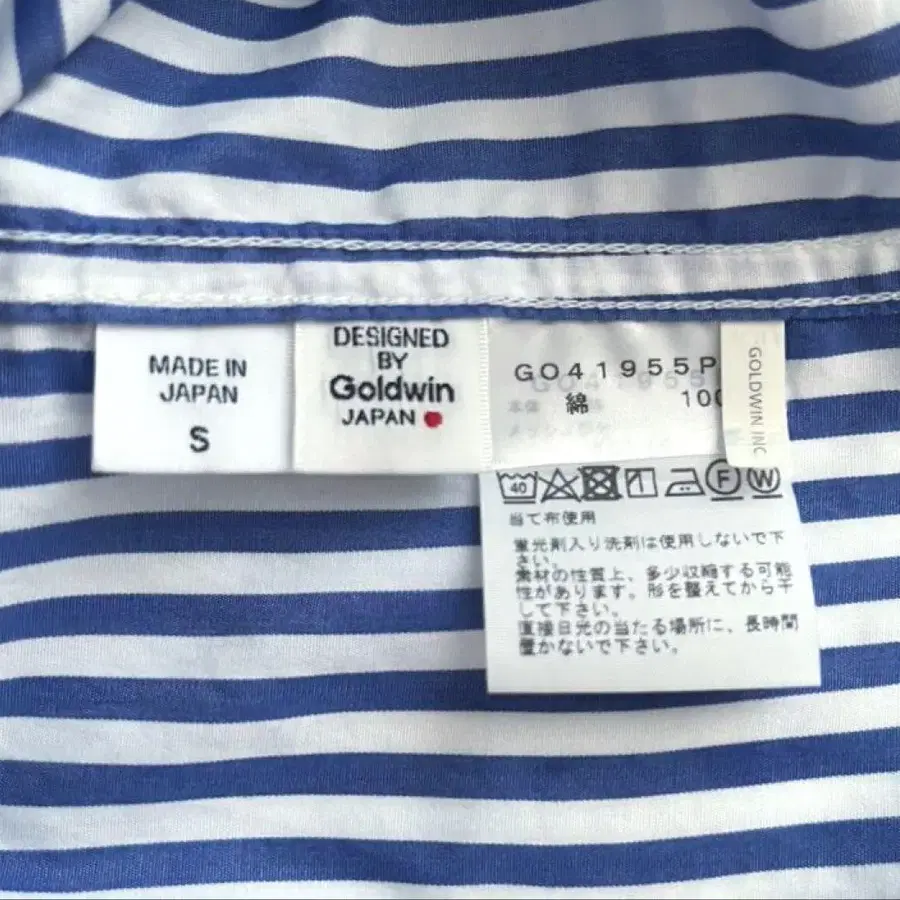 MADE IN
JAPAN
S
DESIGNED
BY
Goldwin
JAPAN
GO41955P
綿 100
GOLDWIN INC
40
F
W
当て布使用
蛍光剤入り洗剤は使用しないで下
さい。
素材の性質上、多少収縮する可能
性があります。形を整えてから干
して下さい。
直接日光の当たる場所に、長時間
置かないで下さい。